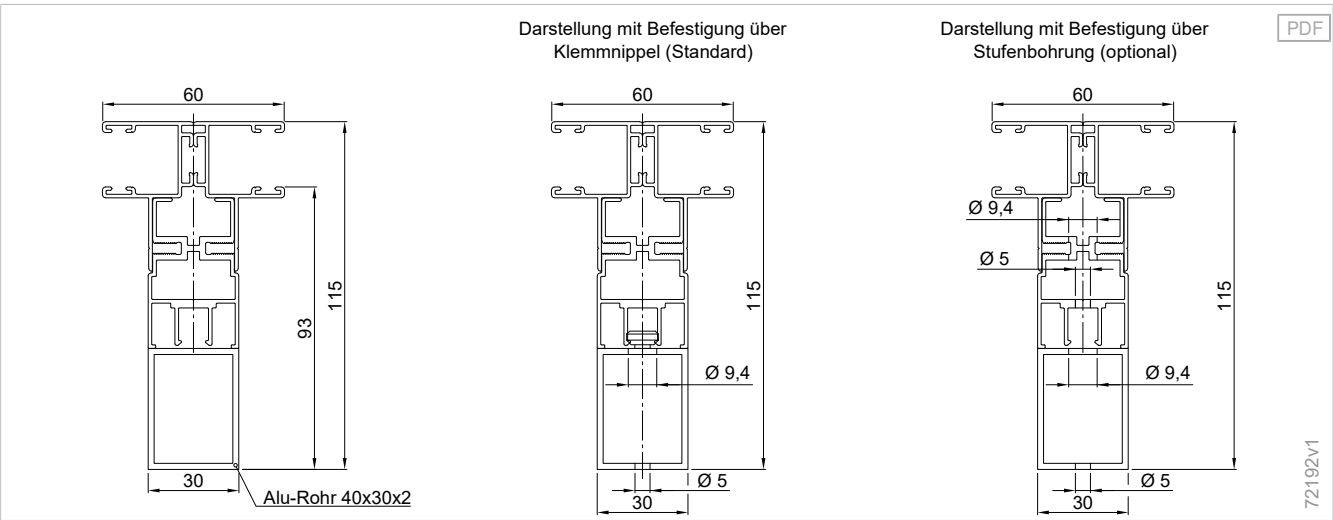 Darstellung mit Befestigung über
Klemmnippel (Standard)
Darstellung mit Befestigung über
Stufenbohrung (optional)
PDF
60
115
93
30
Alu-Rohr 40x30x2
60
115
Ø 9,4
Ø 5
30
60
Ø 9,4
Ø 5
115
Ø 9,4
Ø 5
30
72192v1